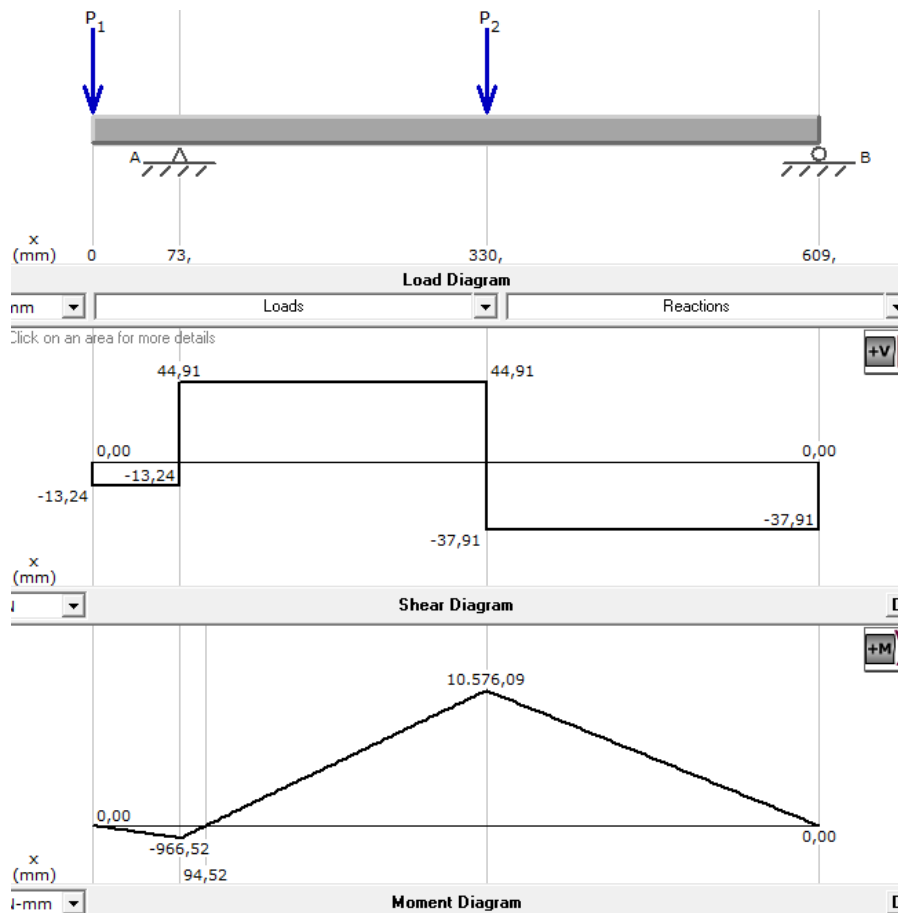 P1 P2
A B
x
(mm) 0 73, 330, 609,
Load Diagram
mm Loads Reactions
Click on an area for more details
+V
44,91 44,91
0,00 0,00
-13,24 -13,24
-37,91 -37,91
x
(mm)
Shear Diagram
+M
10.576,09
0,00 0,00
-966,52
x
(mm) 94,52
N-mm Moment Diagram